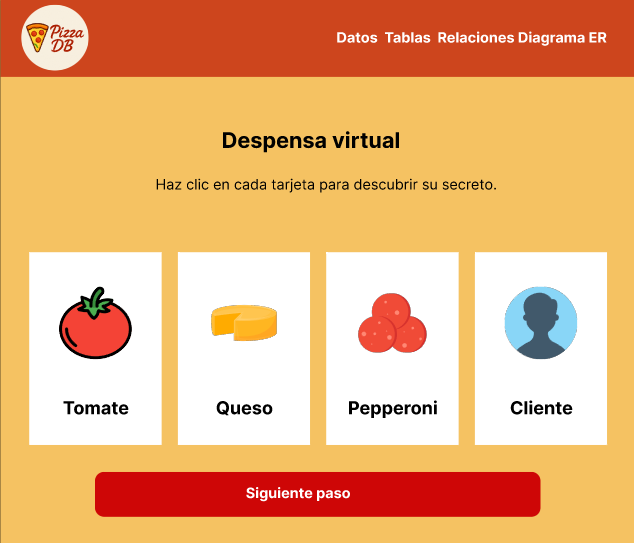 Pizza
DB
Datos Tablas Relaciones Diagrama ER
Despensa virtual
Haz clic en cada tarjeta para descubrir su secreto.
Tomate Queso Pepperoni Cliente
Siguiente paso